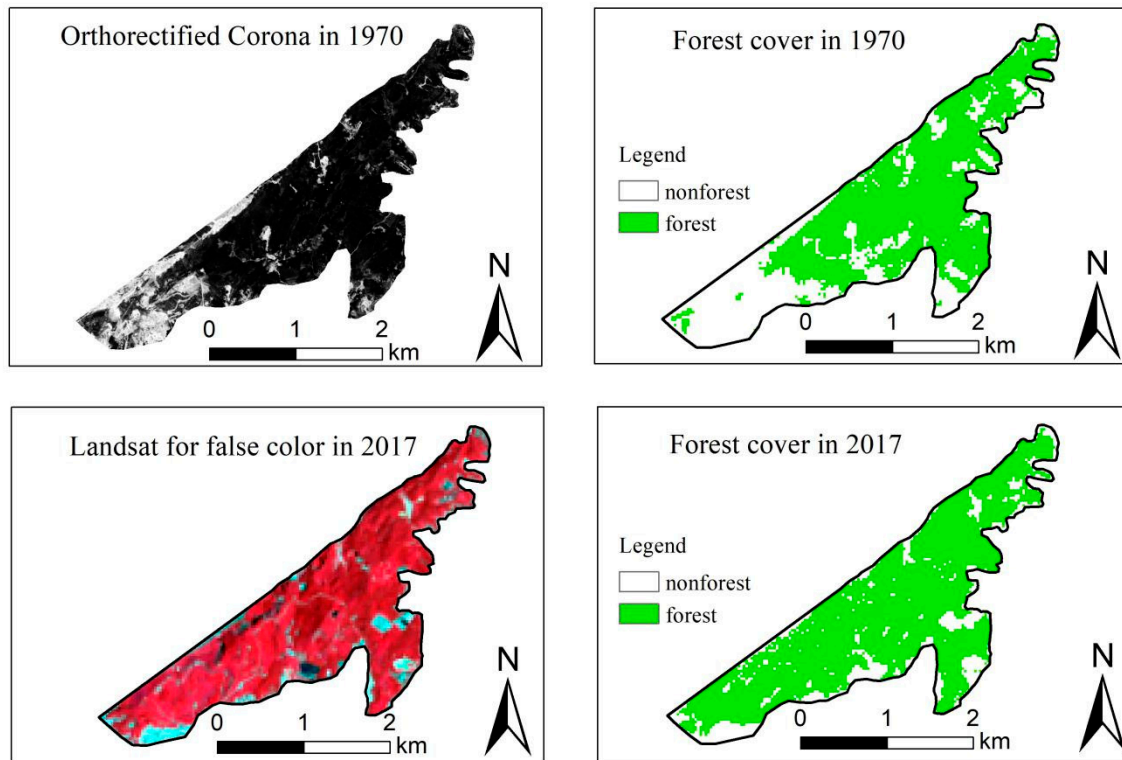 Orthorectified Corona in 1970
N
0 1 2
km
Forest cover in 1970
Legend
nonforest
forest
N
0 1 2
km
Landsat for false color in 2017
N
0 1 2
km
Forest cover in 2017
Legend
nonforest
forest
N
0 1 2
km